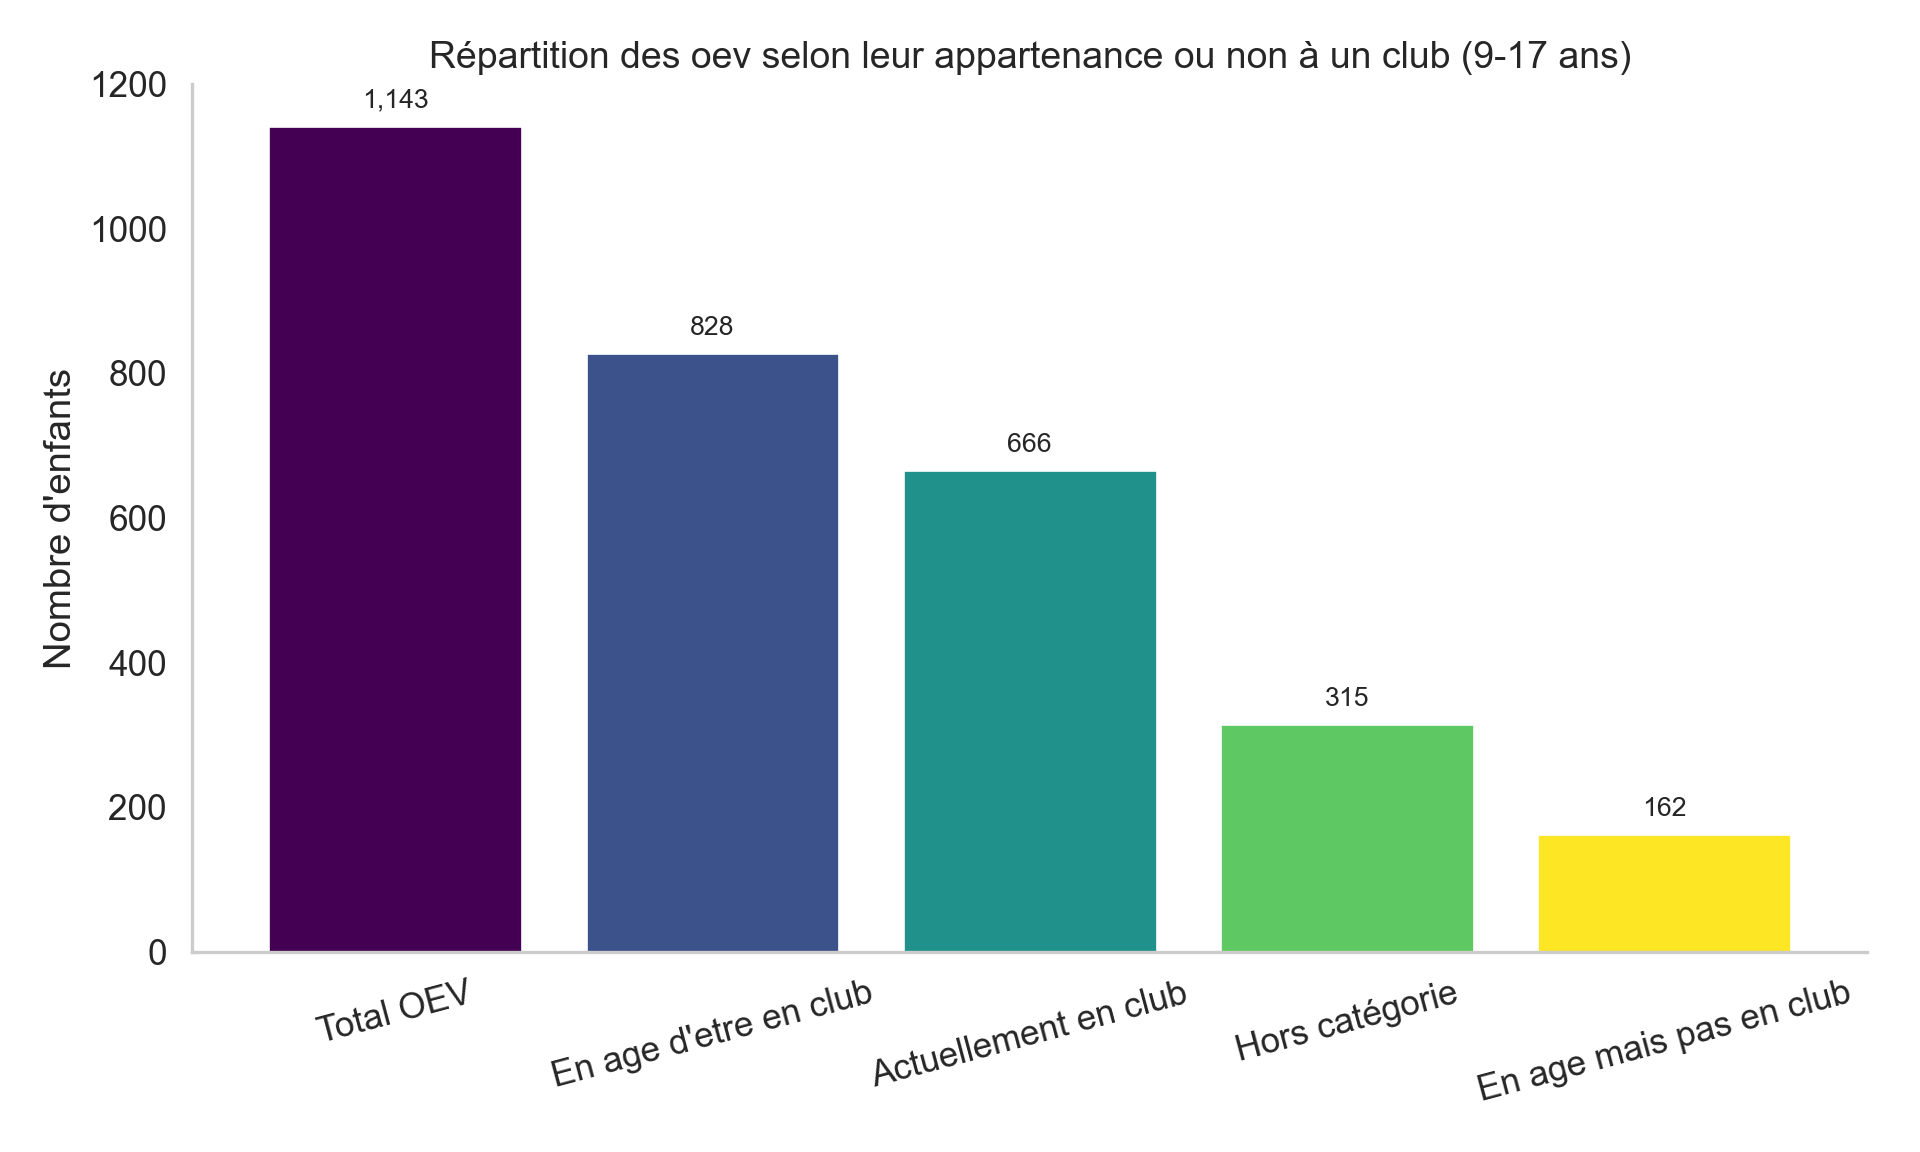 Répartition des oev selon leur appartenance ou non à un club (9-17 ans)
Nombre d'enfants
1200
1000
800
600
400
200
0
1,143
828
666
315
162
Total OEV
En age d'etre en club
Actuellement en club
Hors catégorie
En age mais pas en club